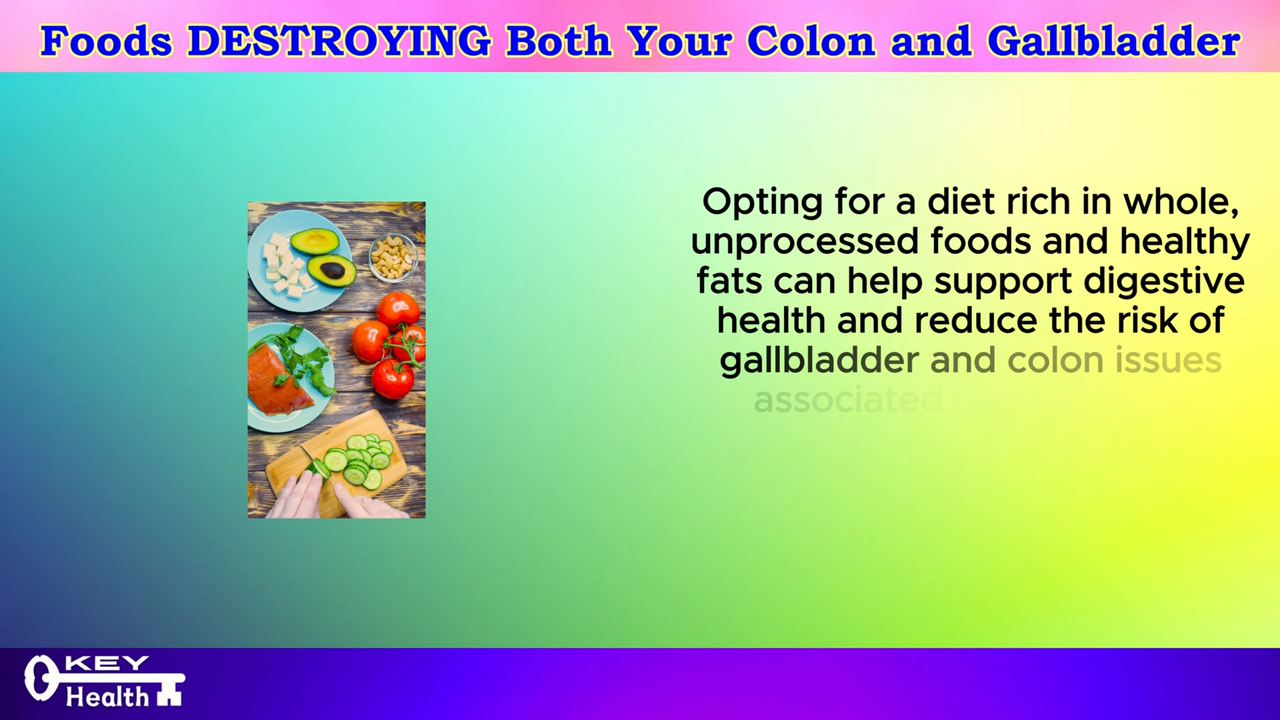 Foods DESTROYING Both Your Colon and Gallbladder
Opting for a diet rich in whole,
unprocessed foods and healthy
fats can help support digestive
health and reduce the risk of
gallbladder and colon issues
associated
KEY
Health